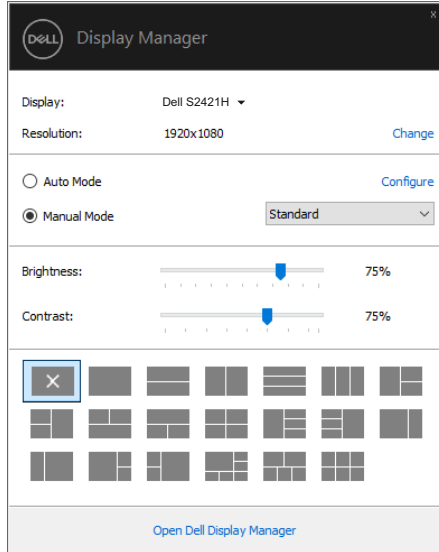 x
DELL Display Manager
Display: Dell S2421H
Resolution: 1920x1080 Change
Auto Mode Configure
Manual Mode Standard
Brightness: 75%
Contrast: 75%
Open Dell Display Manager